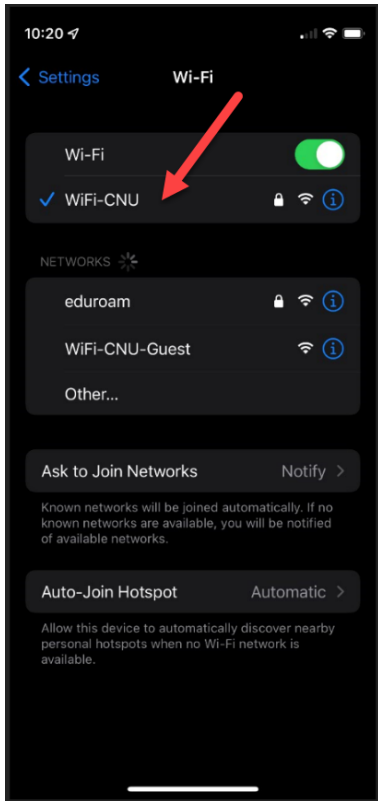 10:20
Settings Wi-Fi
Wi-Fi
WiFi-CNU
NETWORKS
eduroam
WiFi-CNU-Guest
Other...
Ask to Join Networks Notify
Known networks will be joined automatically. If no
known networks are available, you will be notified
of available networks.
Auto-Join Hotspot Automatic
Allow this device to automatically discover nearby
personal hotspots when no Wi-Fi network is
available.